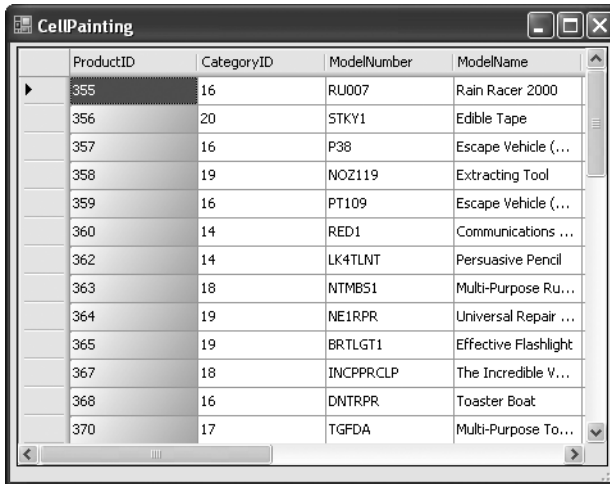 CellPainting
ProductID CategoryID ModelNumber ModelName
355 16 RU007 Rain Racer 2000
356 20 STKY1 Edible Tape
357 16 P38 Escape Vehicle (...
358 19 NOZ119 Extracting Tool
359 16 PT109 Escape Vehicle (...
360 14 RED1 Communications ...
362 14 LK4TLNT Persuasive Pencil
363 18 NTMBS1 Multi-Purpose Ru...
364 19 NE1RPR Universal Repair ...
365 19 BRTLGT1 Effective Flashlight
367 18 INCPPRCLP The Incredible V...
368 16 DNTRPR Toaster Boat
370 17 TGFDA Multi-Purpose To...